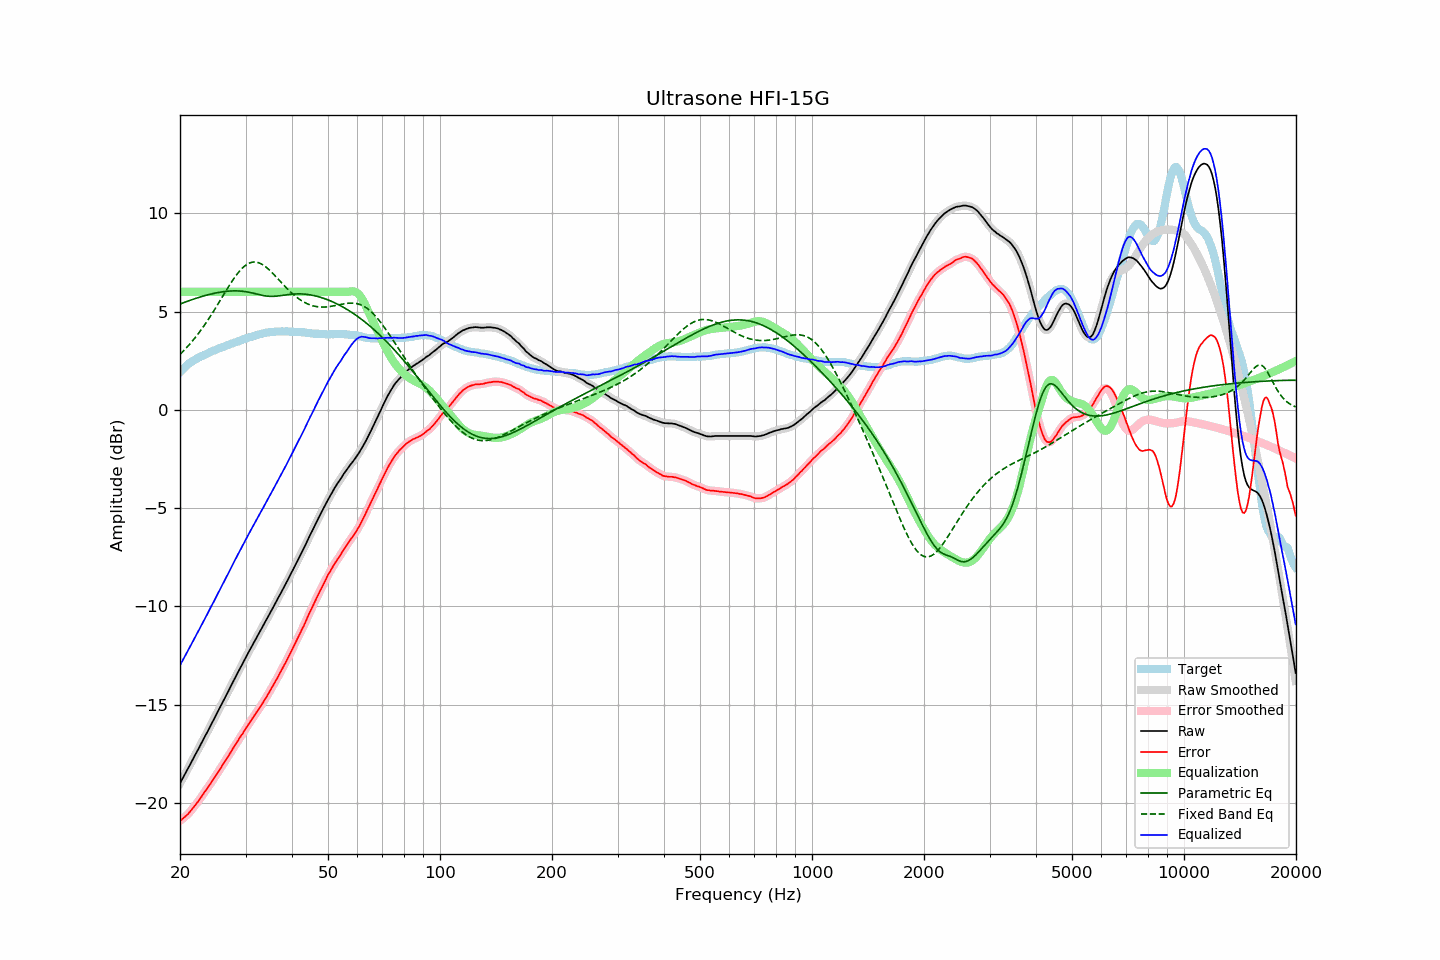 Ultrasone HFI-15G
Amplitude (dBr)
10
5
0
−5
−10
−15
−20
20
50
100
200
500
1000
2000
5000
10000
20000
Frequency (Hz)
Target
Raw Smoothed
Error Smoothed
Raw
Error
Equalization
Parametric Eq
Fixed Band Eq
Equalized